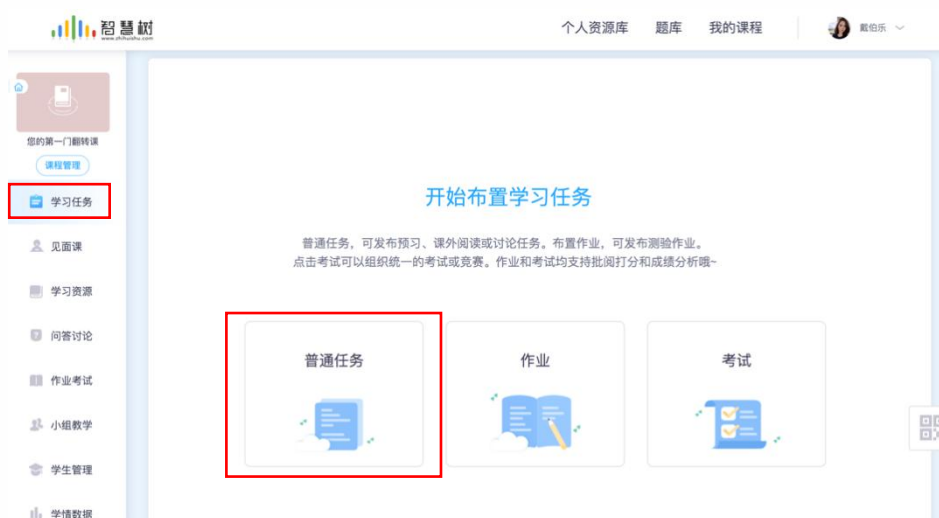 智慧树
www.zhihuishu.com
个人资源库
题库
我的课程
戴伯乐
您的第一门翻转课
课程管理
学习任务
见面课
学习资源
问答讨论
作业考试
小组教学
学生管理
学情数据
开始布置学习任务
普通任务，可发布预习、课外阅读或讨论任务。布置作业，可发布测验作业。
点击考试可以组织统一的考试或竞赛。作业和考试均支持批阅打分和成绩分析哦~
普通任务
作业
考试